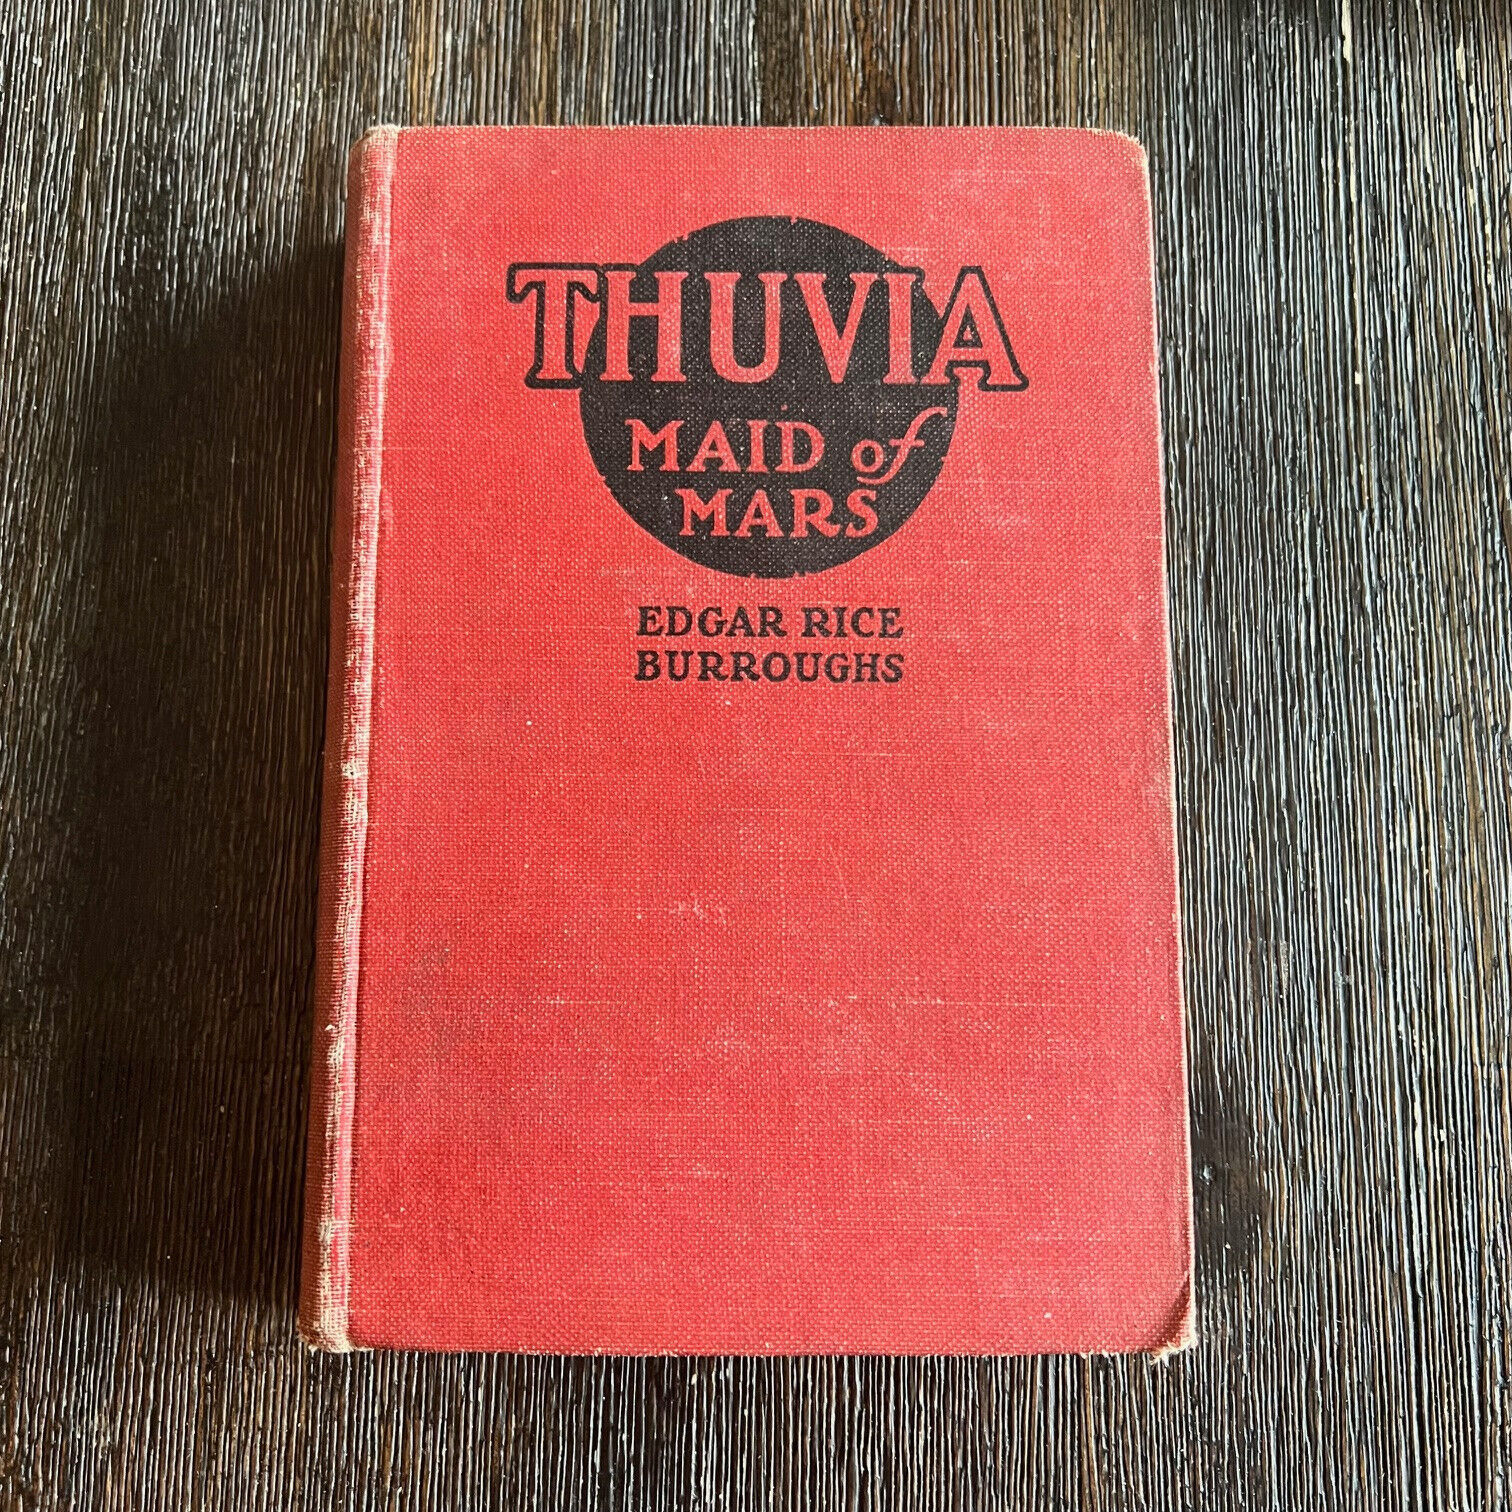 THUVIA
MAID of
MARS
EDGAR RICE
BURROUGHS